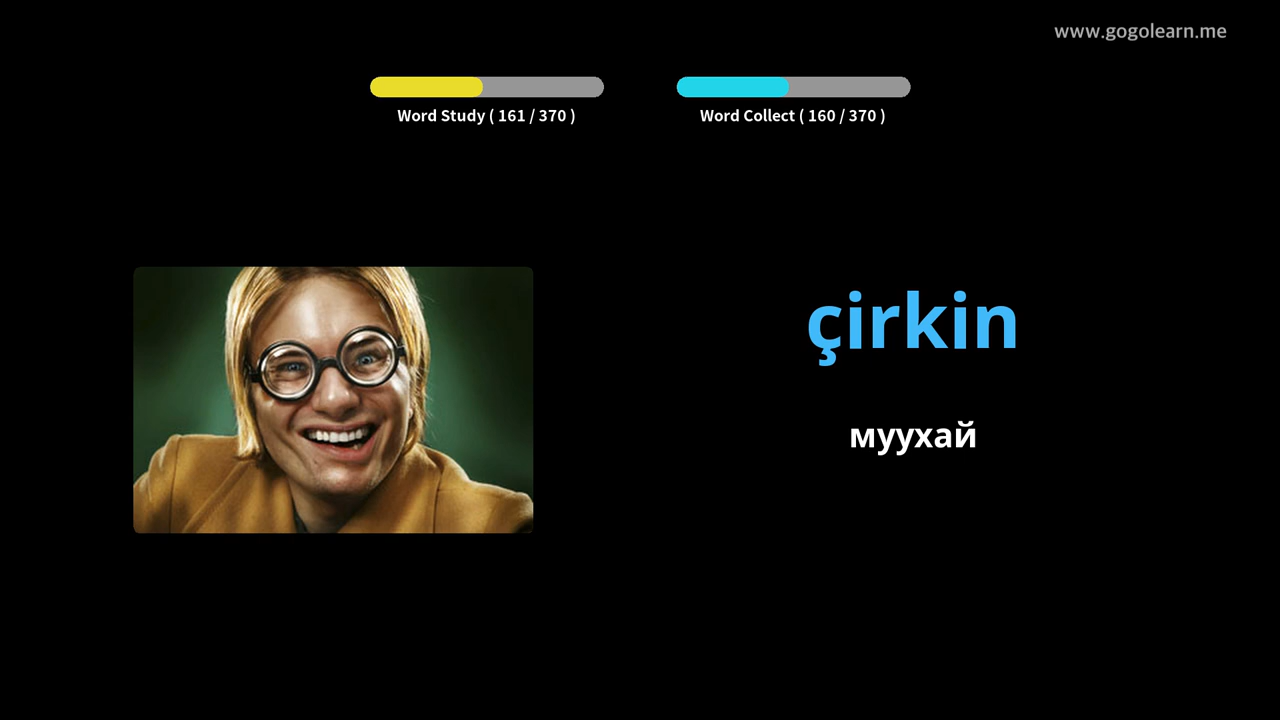 www.gogolearn.me
Word Study ( 161 / 370 )
Word Collect ( 160 / 370 )
çirkin
муухай